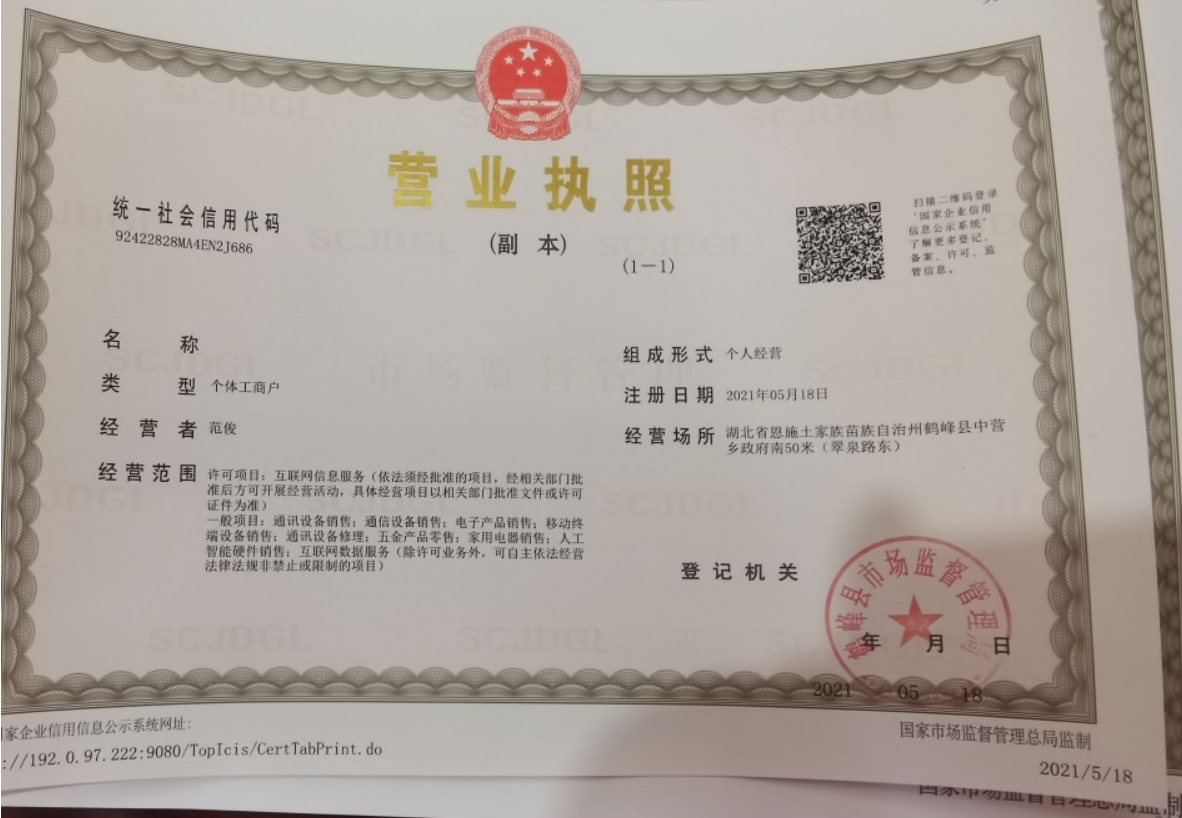 营业执照
(副 本)
(1-1)
统一社会信用代码
92422828MA4EN2J686
扫描二维码登录
'国家企业信用
信息公示系统'
了解更多登记、
备案、许可、监
管信息。
名 称
类 型 个体工商户
经 营 者 范俊
经营范围 许可项目：互联网信息服务（依法须经批准的项目，经相关部门批
准后方可开展经营活动，具体经营项目以相关部门批准文件或许可
证件为准）
一般项目：通讯设备销售；通信设备销售；电子产品销售；移动终
端设备销售；通讯设备修理；五金产品零售；家用电器销售；人工
智能硬件销售；互联网数据服务（除许可业务外，可自主依法经营
法律法规非禁止或限制的项目）
组成形式 个人经营
注册日期 2021年05月18日
经营场所 湖北省恩施土家族苗族自治州鹤峰县中营
乡政府南50米（翠泉路东）
登记机关
鹤峰县市场监督管理局
年 月 日
2021 05 18
国家企业信用信息公示系统网址:
://192.0.97.222:9080/TopIcis/CertTabPrint.do
国家市场监督管理总局监制
2021/5/18
国家市场监督管理总局监制
SCJDGL
市场监督管理